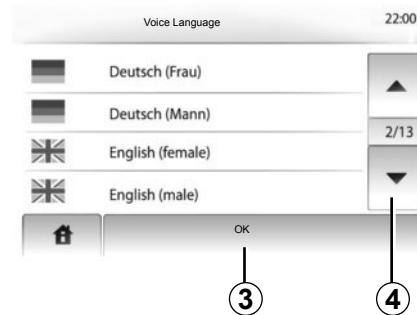 Voice Language
22:00
Deutsch (Frau)
Deutsch (Mann)
2/13
English (female)
English (male)
OK
3
4